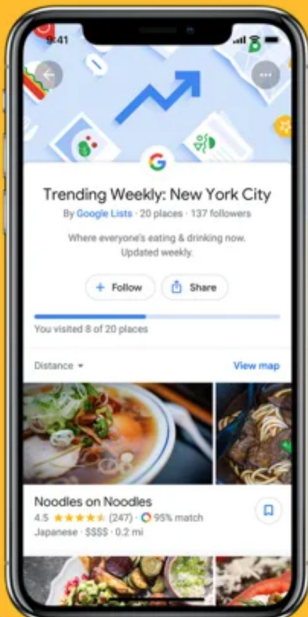 9:41
Trending Weekly: New York City
By Google Lists · 20 places · 137 followers
Where everyone's eating & drinking now.
Updated weekly.
+ Follow
Share
You visited 8 of 20 places
Distance
View map
Noodles on Noodles
4.5 ★★★★★ (247) · 95% match
Japanese · $$$$ · 0.2 mi